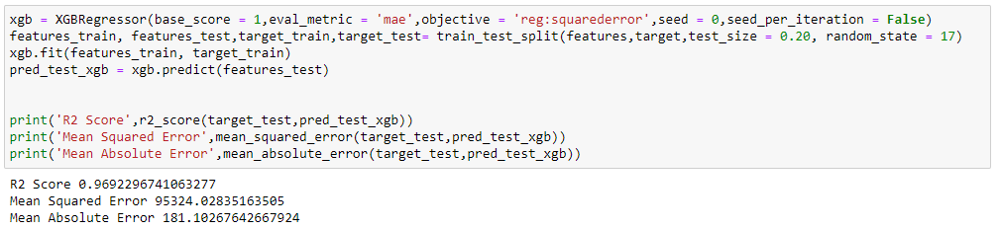 xgb = XGBRegressor(base_score = 1,eval_metric = 'mae',objective = 'reg:squarederror',seed = 0,seed_per_iteration = False)
features_train, features_test,target_train,target_test= train_test_split(features,target,test_size = 0.20, random_state = 17)
xgb.fit(features_train, target_train)
pred_test_xgb = xgb.predict(features_test)
print('R2 Score',r2_score(target_test,pred_test_xgb))
print('Mean Squared Error',mean_squared_error(target_test,pred_test_xgb))
print('Mean Absolute Error',mean_absolute_error(target_test,pred_test_xgb))
R2 Score 0.9692296741063277
Mean Squared Error 95324.02835163505
Mean Absolute Error 181.10267642667924